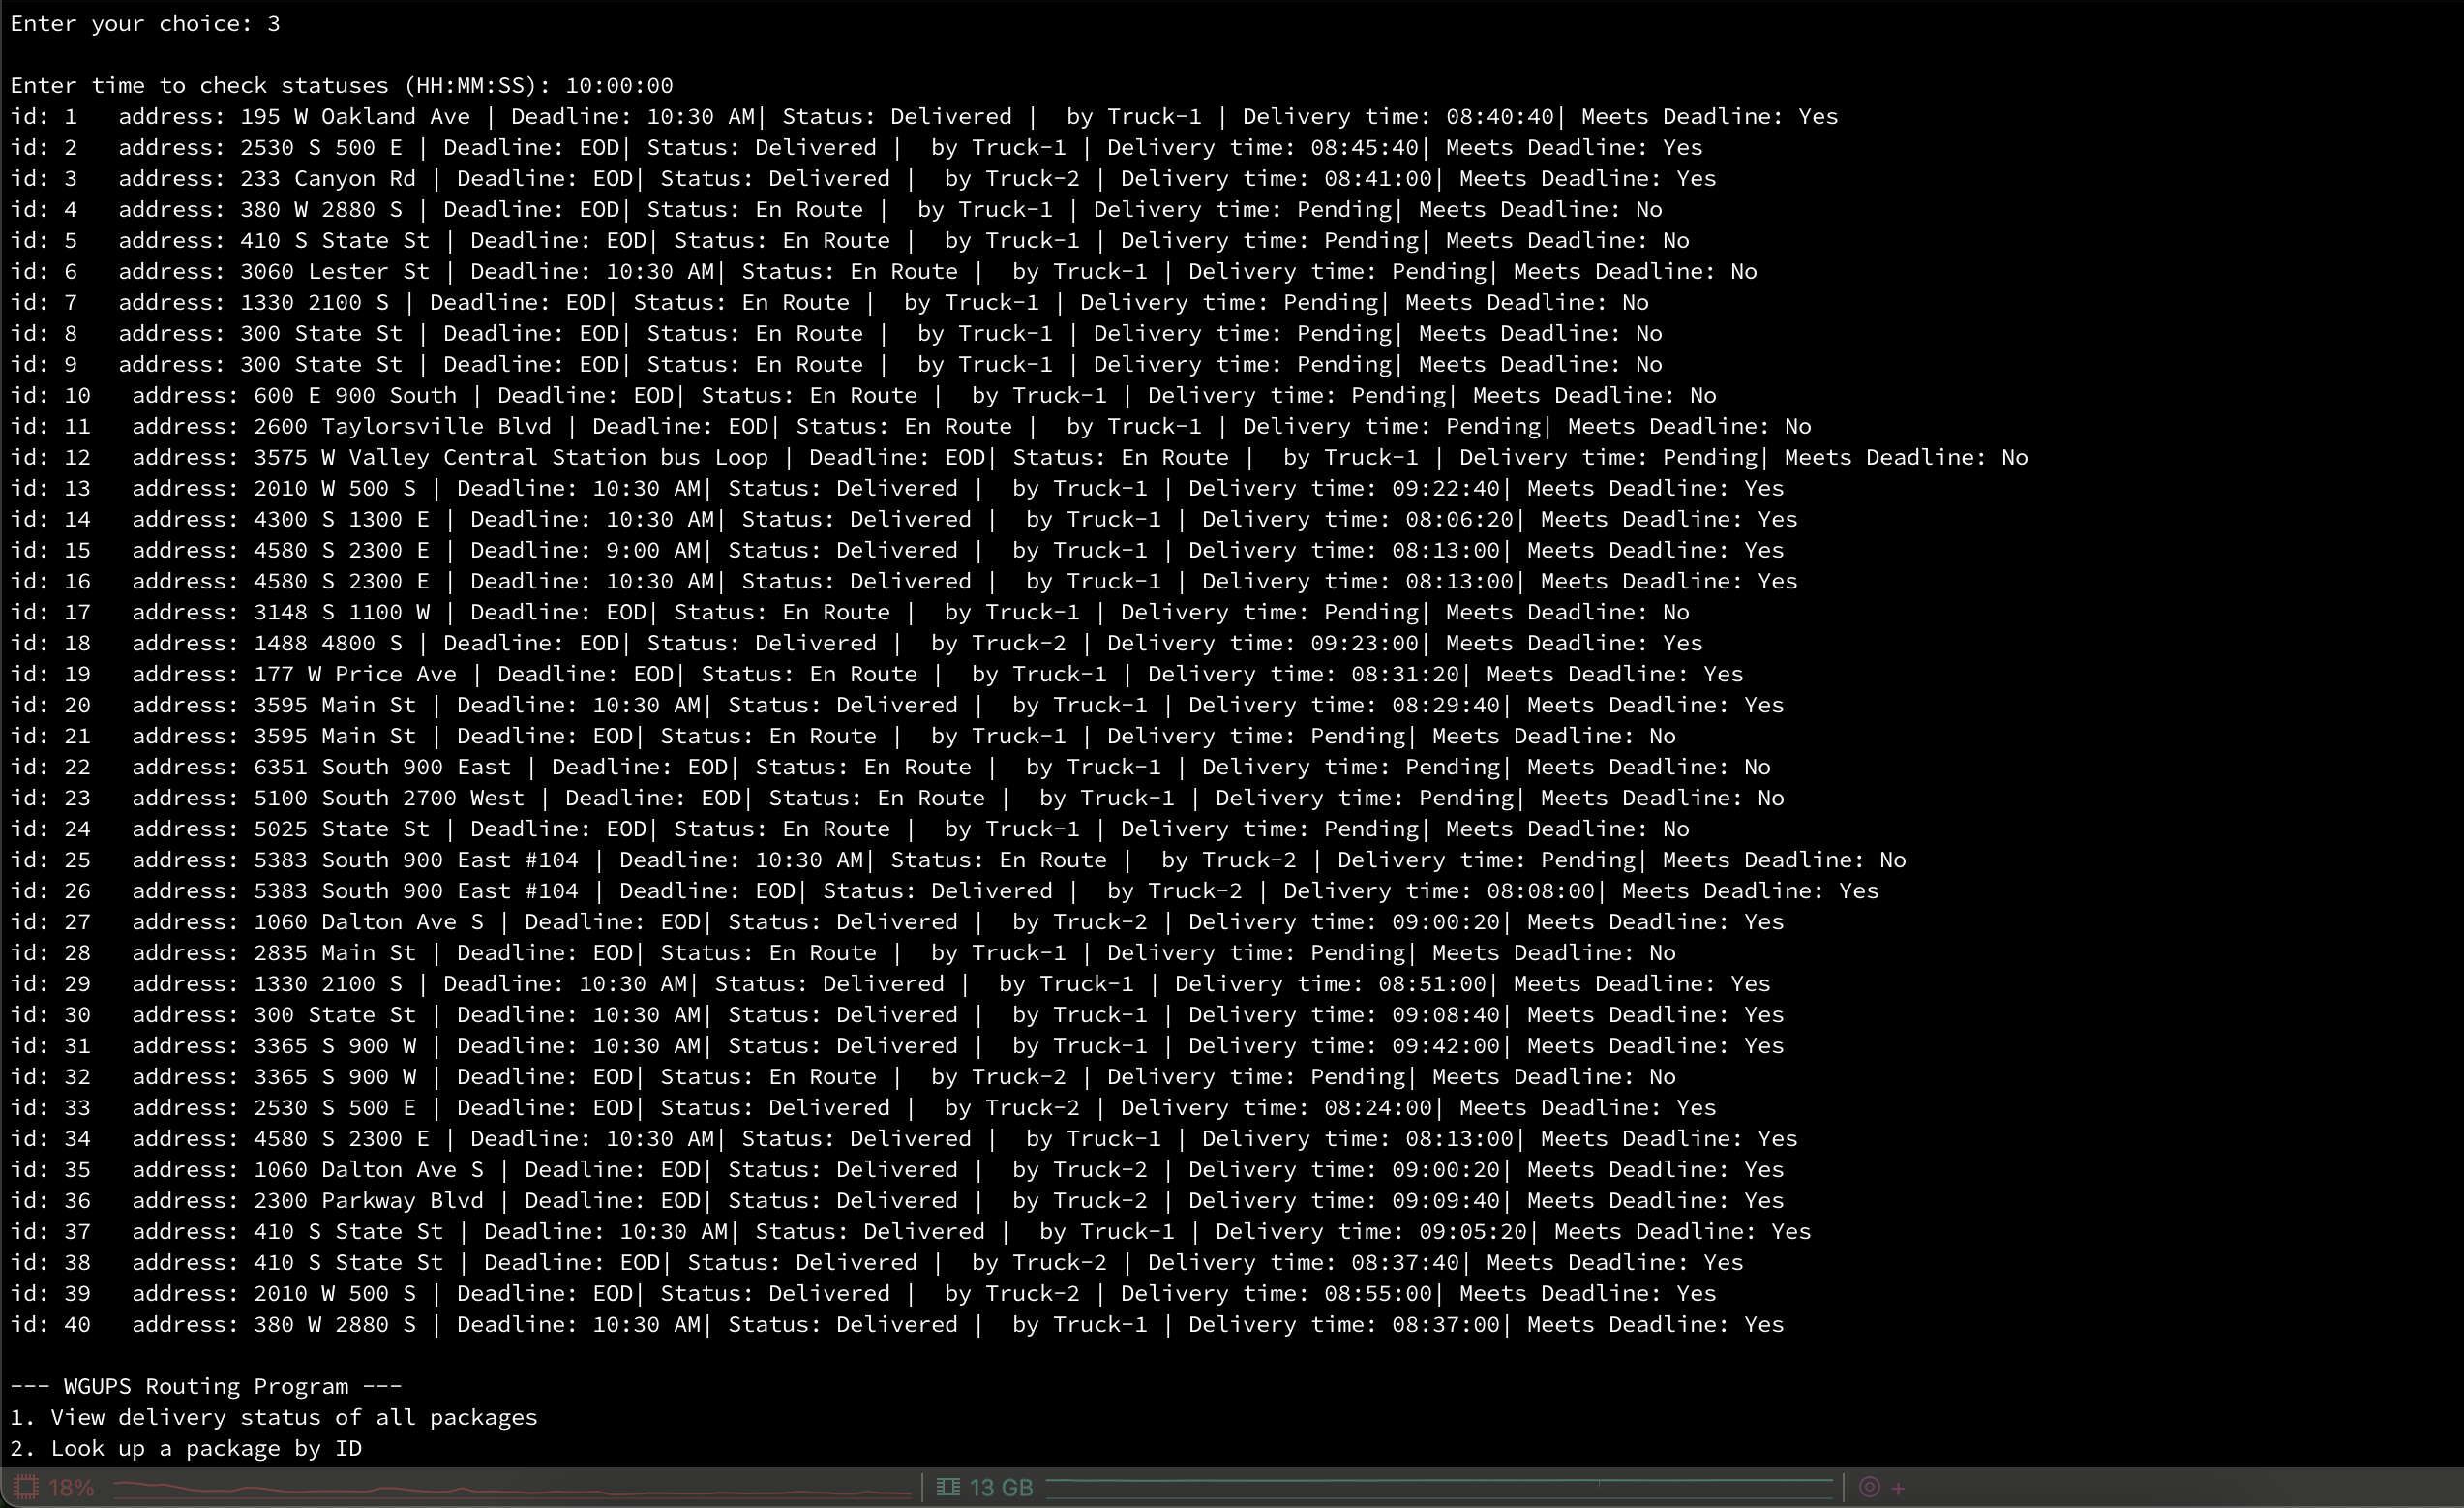 Enter your choice: 3
Enter time to check statuses (HH:MM:SS): 10:00:00
id: 1   address: 195 W Oakland Ave | Deadline: 10:30 AM| Status: Delivered |  by Truck-1 | Delivery time: 08:40:40| Meets Deadline: Yes
id: 2   address: 2530 S 500 E | Deadline: EOD| Status: Delivered |  by Truck-1 | Delivery time: 08:45:40| Meets Deadline: Yes
id: 3   address: 233 Canyon Rd | Deadline: EOD| Status: Delivered |  by Truck-2 | Delivery time: 08:41:00| Meets Deadline: Yes
id: 4   address: 380 W 2880 S | Deadline: EOD| Status: En Route |  by Truck-1 | Delivery time: Pending| Meets Deadline: No
id: 5   address: 410 S State St | Deadline: EOD| Status: En Route |  by Truck-1 | Delivery time: Pending| Meets Deadline: No
id: 6   address: 3060 Lester St | Deadline: 10:30 AM| Status: En Route |  by Truck-1 | Delivery time: Pending| Meets Deadline: No
id: 7   address: 1330 2100 S | Deadline: EOD| Status: En Route |  by Truck-1 | Delivery time: Pending| Meets Deadline: No
id: 8   address: 300 State St | Deadline: EOD| Status: En Route |  by Truck-1 | Delivery time: Pending| Meets Deadline: No
id: 9   address: 300 State St | Deadline: EOD| Status: En Route |  by Truck-1 | Delivery time: Pending| Meets Deadline: No
id: 10   address: 600 E 900 South | Deadline: EOD| Status: En Route |  by Truck-1 | Delivery time: Pending| Meets Deadline: No
id: 11   address: 2600 Taylorsville Blvd | Deadline: EOD| Status: En Route |  by Truck-1 | Delivery time: Pending| Meets Deadline: No
id: 12   address: 3575 W Valley Central Station bus Loop | Deadline: EOD| Status: En Route |  by Truck-1 | Delivery time: Pending| Meets Deadline: No
id: 13   address: 2010 W 500 S | Deadline: 10:30 AM| Status: Delivered |  by Truck-1 | Delivery time: 09:22:40| Meets Deadline: Yes
id: 14   address: 4300 S 1300 E | Deadline: 10:30 AM| Status: Delivered |  by Truck-1 | Delivery time: 08:06:20| Meets Deadline: Yes
id: 15   address: 4580 S 2300 E | Deadline: 9:00 AM| Status: Delivered |  by Truck-1 | Delivery time: 08:13:00| Meets Deadline: Yes
id: 16   address: 4580 S 2300 E | Deadline: 10:30 AM| Status: Delivered |  by Truck-1 | Delivery time: 08:13:00| Meets Deadline: Yes
id: 17   address: 3148 S 1100 W | Deadline: EOD| Status: En Route |  by Truck-1 | Delivery time: Pending| Meets Deadline: No
id: 18   address: 1488 4800 S | Deadline: EOD| Status: Delivered |  by Truck-2 | Delivery time: 09:23:00| Meets Deadline: Yes
id: 19   address: 177 W Price Ave | Deadline: EOD| Status: En Route |  by Truck-1 | Delivery time: 08:31:20| Meets Deadline: Yes
id: 20   address: 3595 Main St | Deadline: 10:30 AM| Status: Delivered |  by Truck-1 | Delivery time: 08:29:40| Meets Deadline: Yes
id: 21   address: 3595 Main St | Deadline: EOD| Status: En Route |  by Truck-1 | Delivery time: Pending| Meets Deadline: No
id: 22   address: 6351 South 900 East | Deadline: EOD| Status: En Route |  by Truck-1 | Delivery time: Pending| Meets Deadline: No
id: 23   address: 5100 South 2700 West | Deadline: EOD| Status: En Route |  by Truck-1 | Delivery time: Pending| Meets Deadline: No
id: 24   address: 5025 State St | Deadline: EOD| Status: En Route |  by Truck-1 | Delivery time: Pending| Meets Deadline: No
id: 25   address: 5383 South 900 East #104 | Deadline: 10:30 AM| Status: En Route |  by Truck-2 | Delivery time: Pending| Meets Deadline: No
id: 26   address: 5383 South 900 East #104 | Deadline: EOD| Status: Delivered |  by Truck-2 | Delivery time: 08:08:00| Meets Deadline: Yes
id: 27   address: 1060 Dalton Ave S | Deadline: EOD| Status: Delivered |  by Truck-2 | Delivery time: 09:00:20| Meets Deadline: Yes
id: 28   address: 2835 Main St | Deadline: EOD| Status: En Route |  by Truck-1 | Delivery time: Pending| Meets Deadline: No
id: 29   address: 1330 2100 S | Deadline: 10:30 AM| Status: Delivered |  by Truck-1 | Delivery time: 08:51:00| Meets Deadline: Yes
id: 30   address: 300 State St | Deadline: 10:30 AM| Status: Delivered |  by Truck-1 | Delivery time: 09:08:40| Meets Deadline: Yes
id: 31   address: 3365 S 900 W | Deadline: 10:30 AM| Status: Delivered |  by Truck-1 | Delivery time: 09:42:00| Meets Deadline: Yes
id: 32   address: 3365 S 900 W | Deadline: EOD| Status: En Route |  by Truck-2 | Delivery time: Pending| Meets Deadline: No
id: 33   address: 2530 S 500 E | Deadline: EOD| Status: Delivered |  by Truck-2 | Delivery time: 08:24:00| Meets Deadline: Yes
id: 34   address: 4580 S 2300 E | Deadline: 10:30 AM| Status: Delivered |  by Truck-1 | Delivery time: 08:13:00| Meets Deadline: Yes
id: 35   address: 1060 Dalton Ave S | Deadline: EOD| Status: Delivered |  by Truck-2 | Delivery time: 09:00:20| Meets Deadline: Yes
id: 36   address: 2300 Parkway Blvd | Deadline: EOD| Status: Delivered |  by Truck-2 | Delivery time: 09:09:40| Meets Deadline: Yes
id: 37   address: 410 S State St | Deadline: 10:30 AM| Status: Delivered |  by Truck-1 | Delivery time: 09:05:20| Meets Deadline: Yes
id: 38   address: 410 S State St | Deadline: EOD| Status: Delivered |  by Truck-2 | Delivery time: 08:37:40| Meets Deadline: Yes
id: 39   address: 2010 W 500 S | Deadline: EOD| Status: Delivered |  by Truck-2 | Delivery time: 08:55:00| Meets Deadline: Yes
id: 40   address: 380 W 2880 S | Deadline: 10:30 AM| Status: Delivered |  by Truck-1 | Delivery time: 08:37:00| Meets Deadline: Yes
--- WGUPS Routing Program ---
1. View delivery status of all packages
2. Look up a package by ID
18% 13 GB +